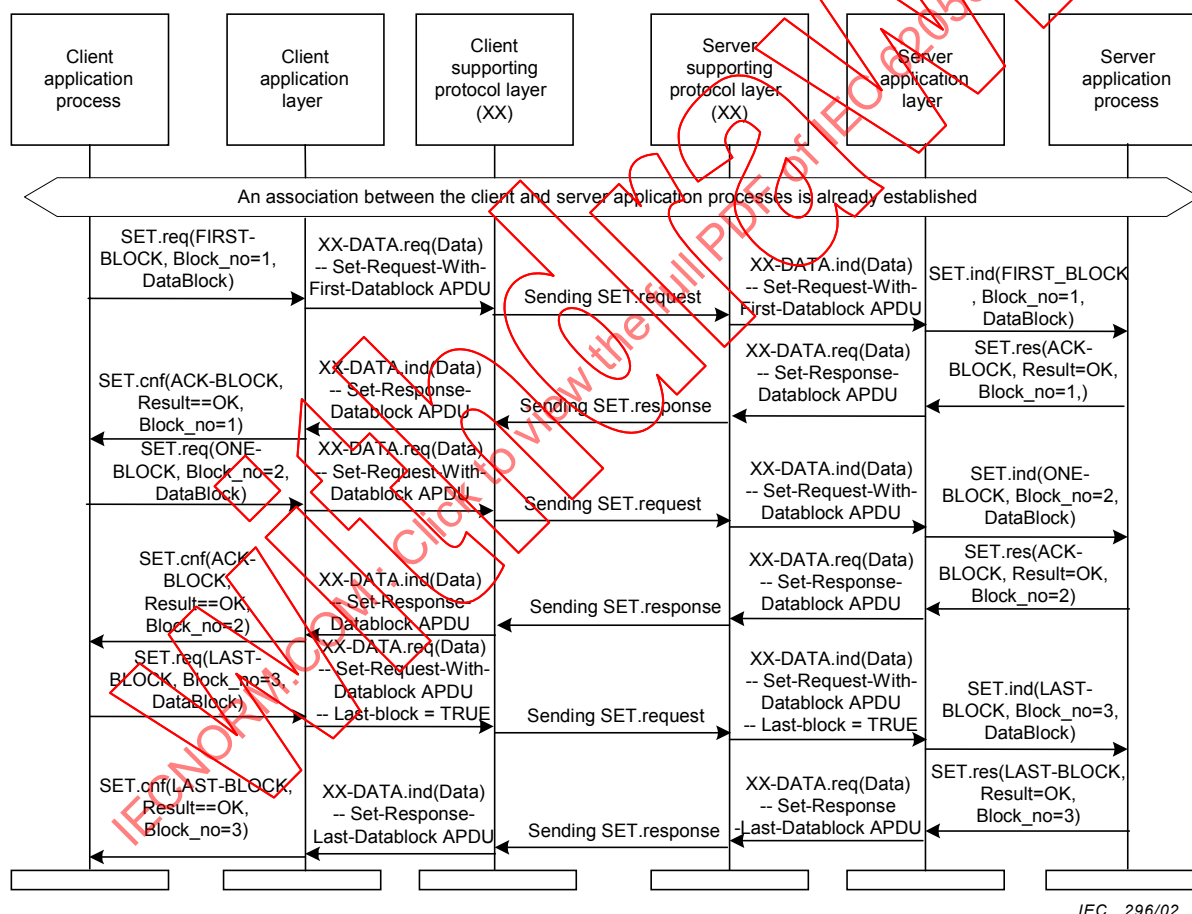 Client
application
process
Client
application
layer
Client
supporting
protocol layer
(XX)
Server
supporting
protocol layer
(XX)
Server
application
layer
Server
application
process
An association between the client and server application processes is already established
SET.req(FIRST-
BLOCK, Block_no=1,
DataBlock)
XX-DATA.req(Data)
-- Set-Request-With-
First-Datablock APDU
Sending SET.request
XX-DATA.ind(Data)
-- Set-Request-With-
First-Datablock APDU
SET.ind(FIRST_BLOCK
, Block_no=1,
DataBlock)
SET.res(ACK-
BLOCK, Result=OK,
Block_no=1,)
XX-DATA.req(Data)
-- Set-Response-
Datablock APDU
Sending SET.response
XX-DATA.ind(Data)
-- Set-Response-
Datablock APDU
SET.cnf(ACK-BLOCK,
Result==OK,
Block_no=1)
SET.req(ONE-
BLOCK, Block_no=2,
DataBlock)
XX-DATA.req(Data)
-- Set-Request-With-
Datablock APDU
Sending SET.request
XX-DATA.ind(Data)
-- Set-Request-With-
Datablock APDU
SET.ind(ONE-
BLOCK, Block_no=2,
DataBlock)
SET.res(ACK-
BLOCK, Result=OK,
Block_no=2)
XX-DATA.req(Data)
-- Set-Response-
Datablock APDU
Sending SET.response
XX-DATA.ind(Data)
-- Set-Response-
Datablock APDU
SET.cnf(ACK-
BLOCK,
Result==OK,
Block_no=2)
SET.req(LAST-
BLOCK, Block_no=3,
DataBlock)
XX-DATA.req(Data)
-- Set-Request-With-
Datablock APDU
-- Last-block = TRUE
Sending SET.request
XX-DATA.ind(Data)
-- Set-Request-With-
Datablock APDU
-- Last-block = TRUE
SET.ind(LAST-
BLOCK, Block_no=3,
DataBlock)
SET.res(LAST-BLOCK,
Result=OK,
Block_no=3)
XX-DATA.req(Data)
-- Set-Response
-Last-Datablock APDU
Sending SET.response
XX-DATA.ind(Data)
-- Set-Response-
Last-Datablock APDU
SET.cnf(LAST-BLOCK,
Result==OK,
Block_no=3)
IEC 296/02
IECNORM.COM: Click to view the full PDF of IEC
Withdraw